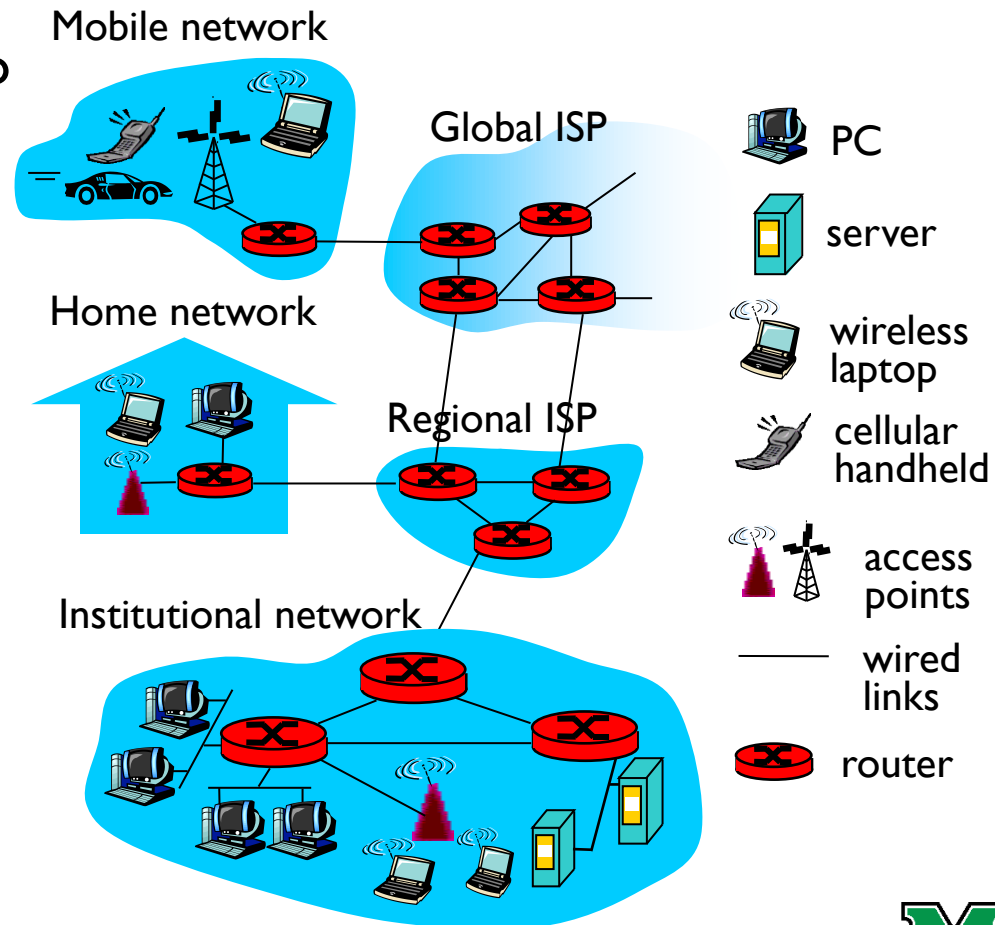 Mobile network
Global ISP
PC
server
Home network
wireless
laptop
Regional ISP
cellular
handheld
access
points
Institutional network
wired
links
router